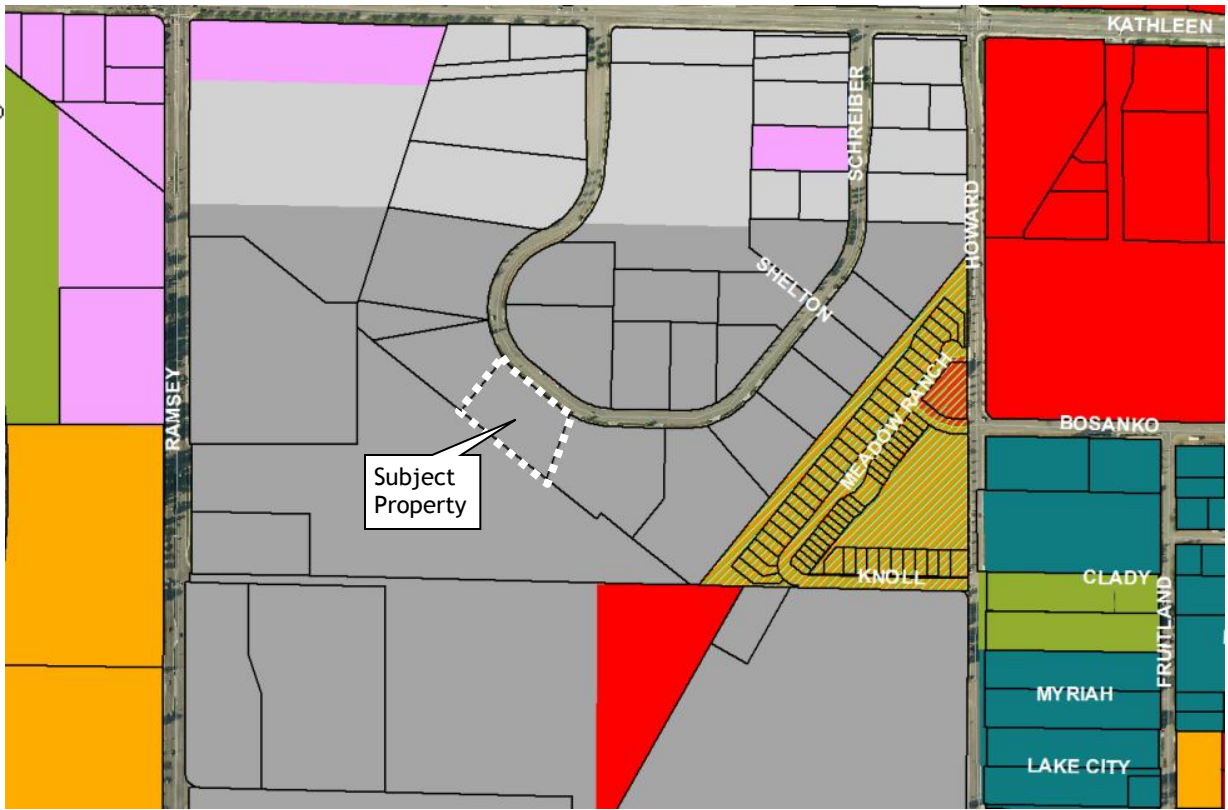 KATHLEEN
SCHREIBER
HOWARD
SHELTON
RAMSEY
MEADOW RANCH
BOSANKO
Subject
Property
KNOLL
CLADY
FRUITLAND
MYRIAH
LAKE CITY